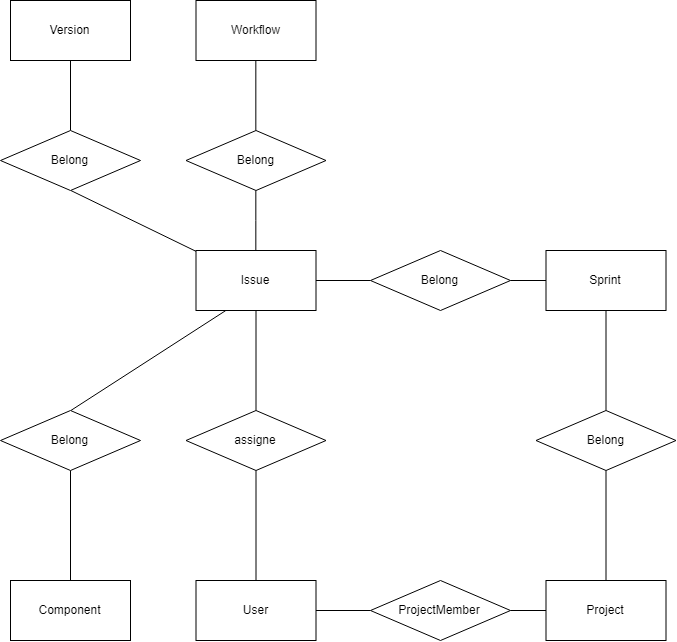 Version
Workflow
Belong
Belong
Issue
Belong
Sprint
Belong
assigne
Belong
Component
User
ProjectMember
Project